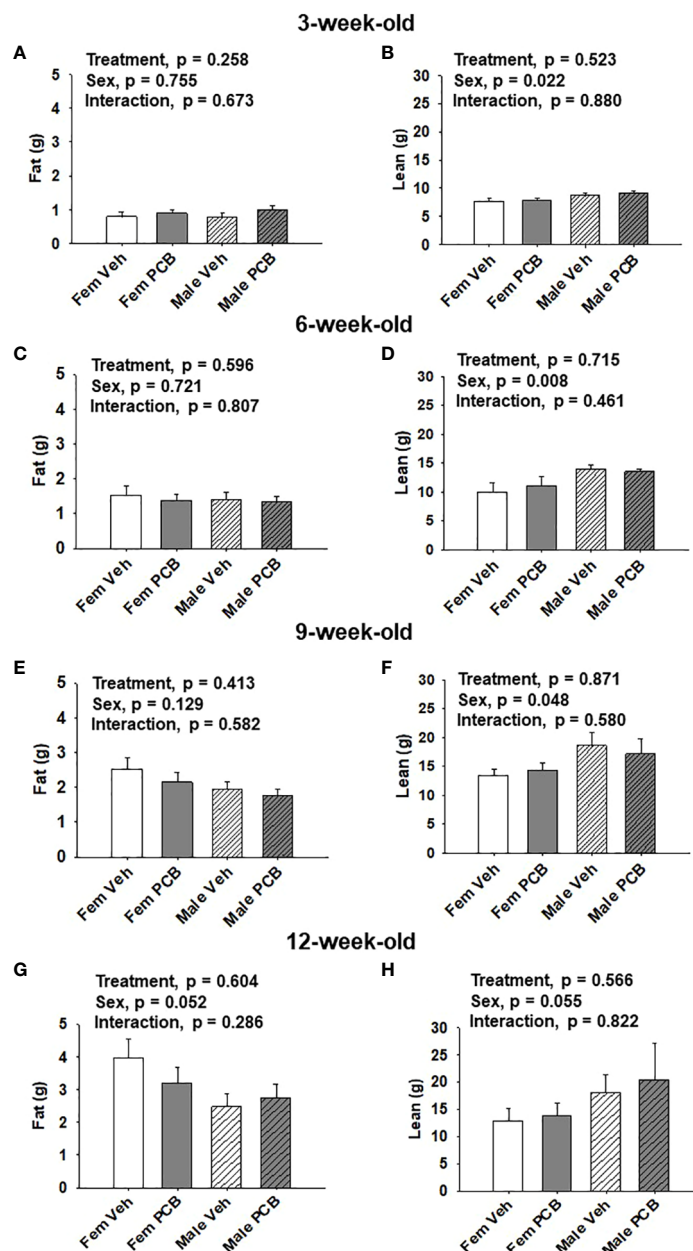 3-week-old
A
Treatment, p = 0.258
Sex, p = 0.755
Interaction, p = 0.673
5
4
3
2
1
0
Fat (g)
Fem Veh
Fem PCB
Male Veh
Male PCB
B
Treatment, p = 0.523
Sex, p = 0.022
Interaction, p = 0.880
30
25
20
15
10
5
0
Lean (g)
Fem Veh
Fem PCB
Male Veh
Male PCB
6-week-old
C
Treatment, p = 0.596
Sex, p = 0.721
Interaction, p = 0.807
5
4
3
2
1
0
Fat (g)
Fem Veh
Fem PCB
Male Veh
Male PCB
D
Treatment, p = 0.715
Sex, p = 0.008
Interaction, p = 0.461
30
25
20
15
10
5
0
Lean (g)
Fem Veh
Fem PCB
Male Veh
Male PCB
9-week-old
E
Treatment, p = 0.413
Sex, p = 0.129
Interaction, p = 0.582
5
4
3
2
1
0
Fat (g)
Fem Veh
Fem PCB
Male Veh
Male PCB
F
Treatment, p = 0.871
Sex, p = 0.048
Interaction, p = 0.580
30
25
20
15
10
5
0
Lean (g)
Fem Veh
Fem PCB
Male Veh
Male PCB
12-week-old
G
Treatment, p = 0.604
Sex, p = 0.052
Interaction, p = 0.286
5
4
3
2
1
0
Fat (g)
Fem Veh
Fem PCB
Male Veh
Male PCB
H
Treatment, p = 0.566
Sex, p = 0.055
Interaction, p = 0.822
30
25
20
15
10
5
0
Lean (g)
Fem Veh
Fem PCB
Male Veh
Male PCB